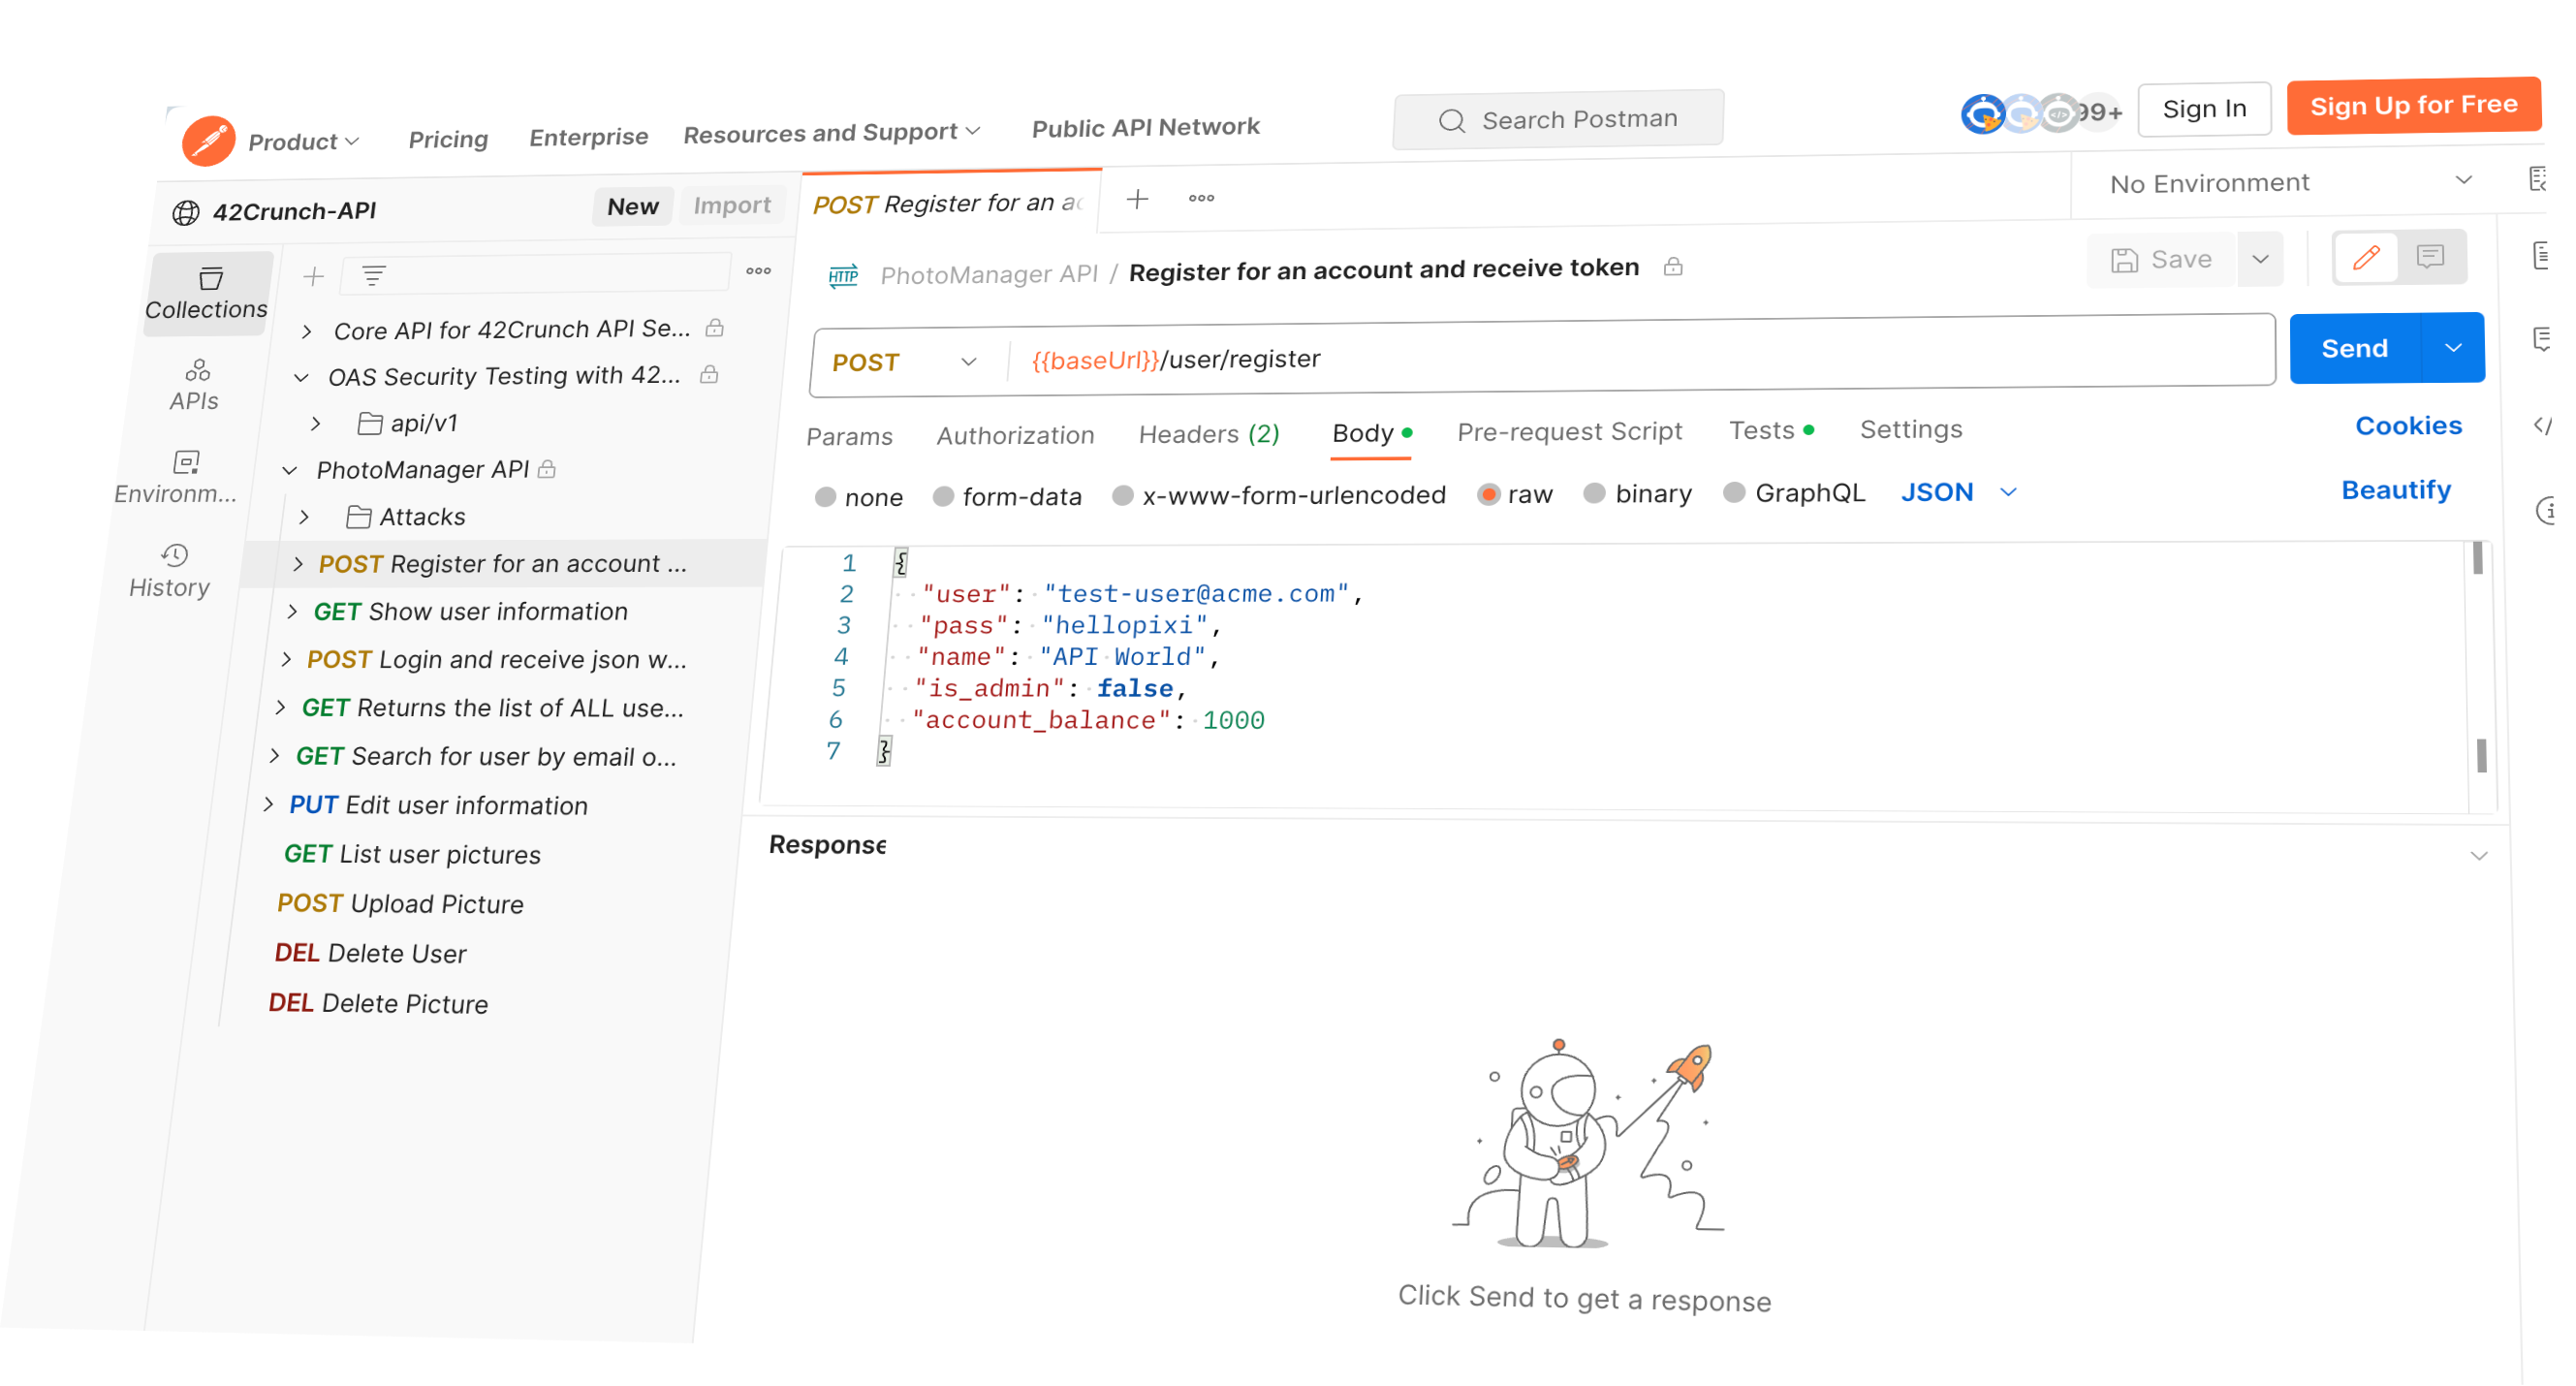 Product
Pricing
Enterprise
Resources and Support
Public API Network
Search Postman
99+
Sign In
Sign Up for Free
42Crunch-API
New
Import
POST Register for an ac
No Environment
Collections
APIs
Environm...
History
Core API for 42Crunch API Se...
OAS Security Testing with 42...
api/v1
PhotoManager API
Attacks
POST Register for an account ...
GET Show user information
POST Login and receive json w...
GET Returns the list of ALL use...
GET Search for user by email o...
PUT Edit user information
GET List user pictures
POST Upload Picture
DEL Delete User
DEL Delete Picture
HTTP PhotoManager API / Register for an account and receive token
Save
POST {{baseUrl}}/user/register
Send
Params Authorization Headers (2) Body Pre-request Script Tests Settings
Cookies
none form-data x-www-form-urlencoded raw binary GraphQL JSON
Beautify
1 {
2 "user": "test-user@acme.com",
3 "pass": "hellopixi",
4 "name": "API World",
5 "is_admin": false,
6 "account_balance": 1000
7 }
Response
Click Send to get a response